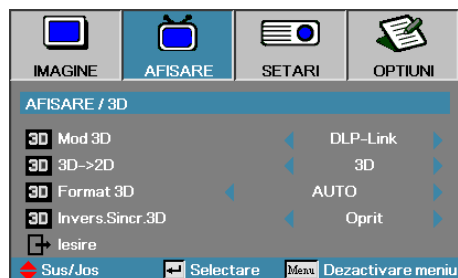 IMAGINE AFISARE SETARI OPTIUNI
AFISARE / 3D
3D Mod 3D DLP-Link
3D 3D->2D 3D
3D Format 3D AUTO
3D Invers.Sincr.3D Oprit
Iesire
Sus/Jos Selectare Menu Dezactivare meniu